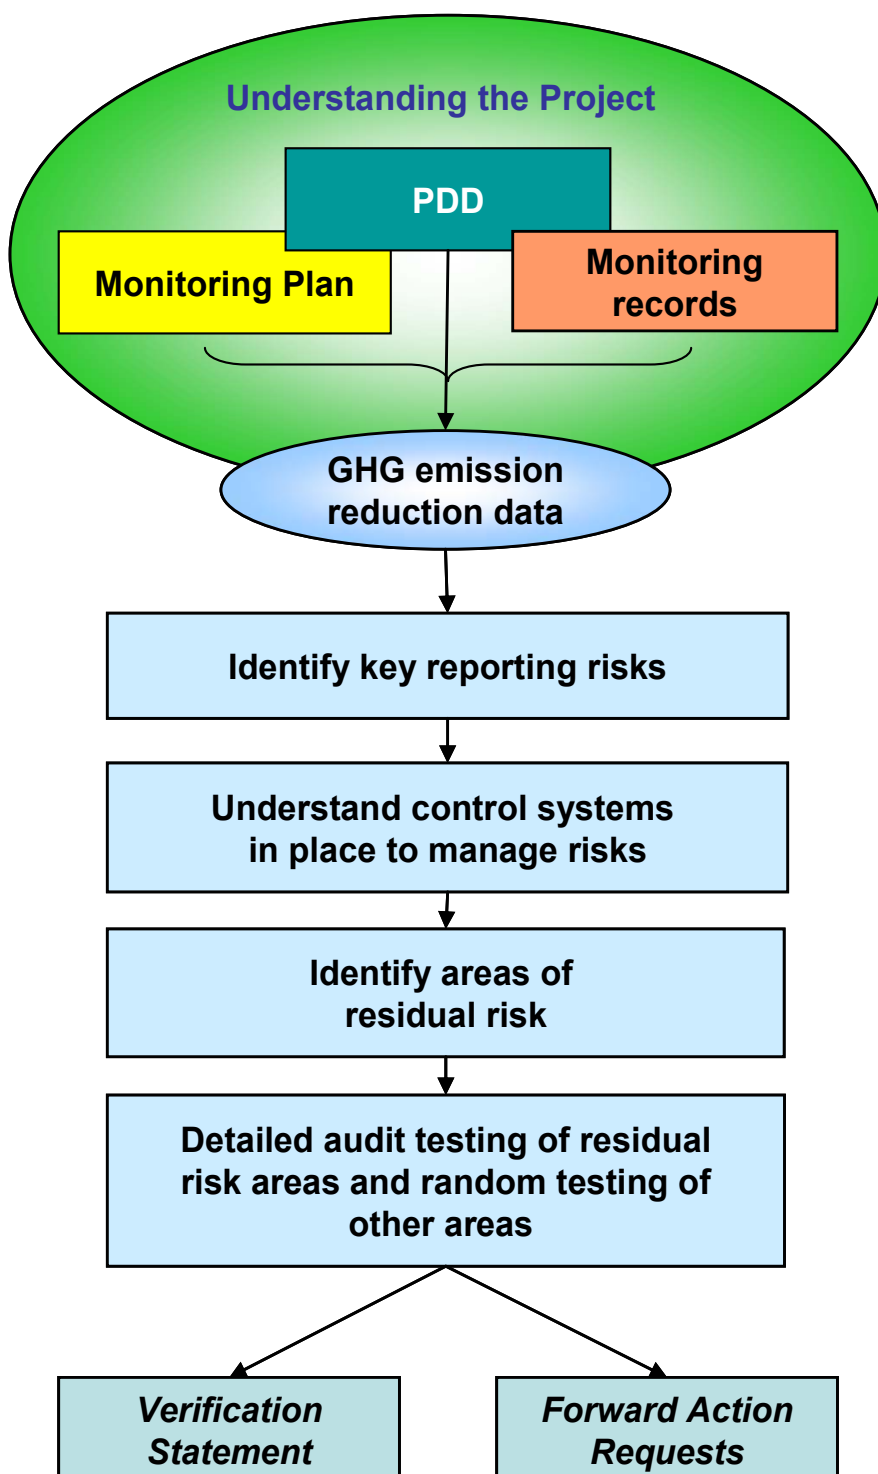 Understanding the Project
PDD
Monitoring Plan
Monitoring
records
GHG emission
reduction data
Identify key reporting risks
Understand control systems
in place to manage risks
Identify areas of
residual risk
Detailed audit testing of residual
risk areas and random testing of
other areas
Verification
Statement
Forward Action
Requests